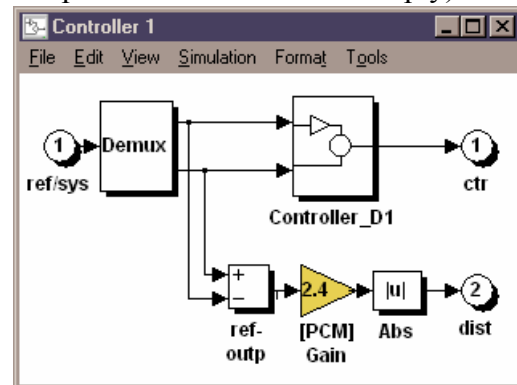 Controller 1
File Edit View Simulation Format Tools
1
Demux
1
ref/sys
ctr
Controller_D1
+
−
2.4
|u|
2
ref-
outp
[PCM]
Gain
Abs
dist